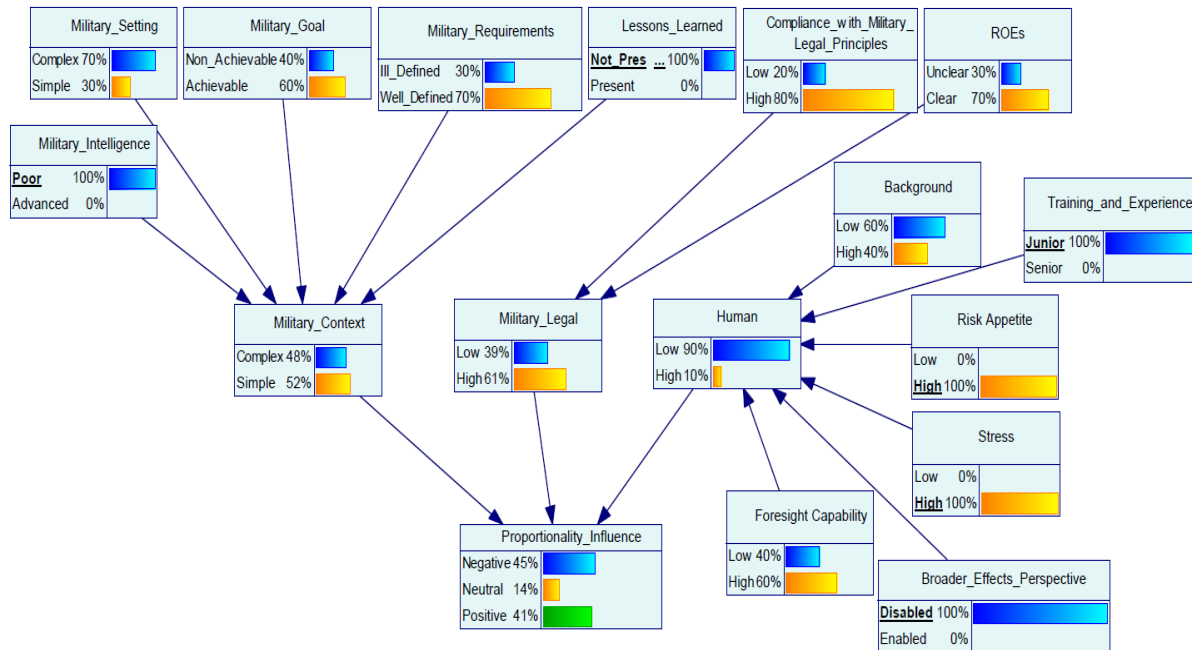 Military_Setting
Complex 70%
Simple 30%
Military_Goal
Non_Achievable 40%
Achievable 60%
Military_Requirements
Ill_Defined 30%
Well_Defined 70%
Lessons_Learned
Not_Pres ... 100%
Present 0%
Compliance_with_Military_
Legal_Principles
Low 20%
High 80%
ROEs
Unclear 30%
Clear 70%
Military_Intelligence
Poor 100%
Advanced 0%
Background
Low 60%
High 40%
Training_and_Experience
Junior 100%
Senior 0%
Military_Context
Complex 48%
Simple 52%
Military_Legal
Low 39%
High 61%
Human
Low 90%
High 10%
Risk Appetite
Low 0%
High 100%
Stress
Low 0%
High 100%
Foresight Capability
Low 40%
High 60%
Proportionality_Influence
Negative 45%
Neutral 14%
Positive 41%
Broader_Effects_Perspective
Disabled 100%
Enabled 0%